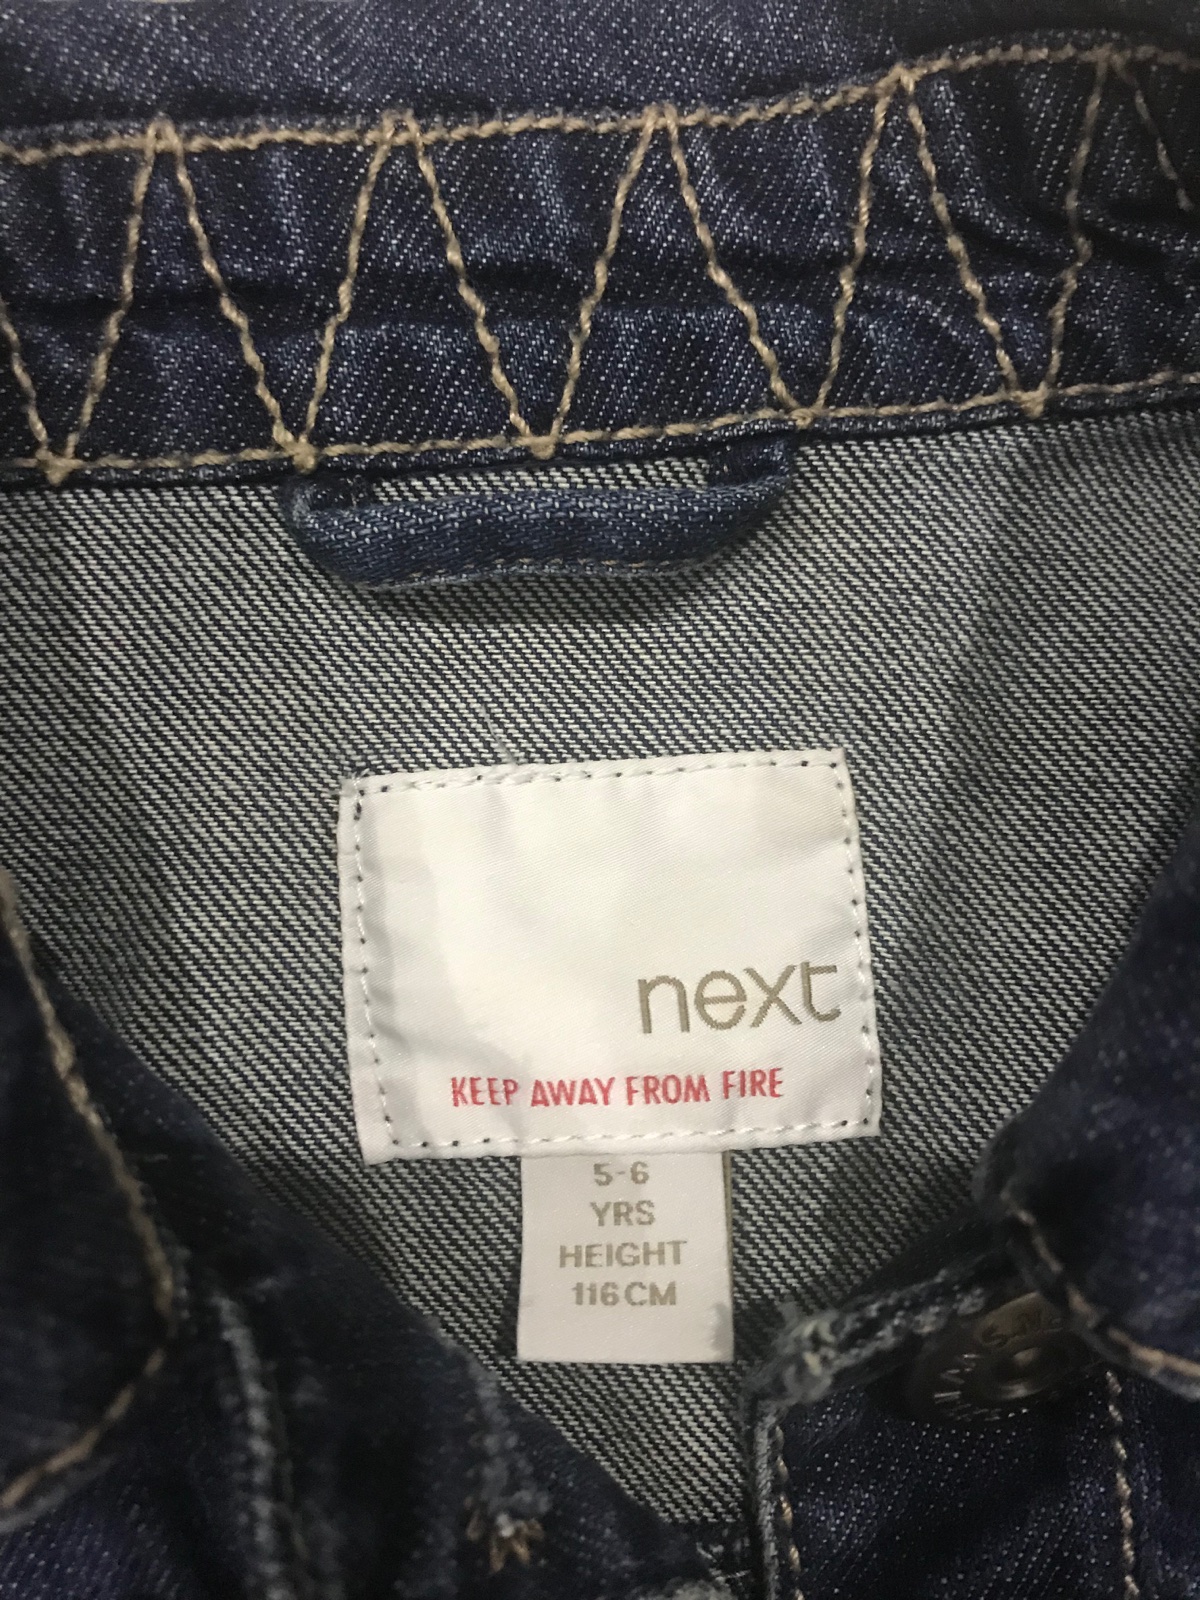 next
KEEP AWAY FROM FIRE
5-6
YRS
HEIGHT
116CM